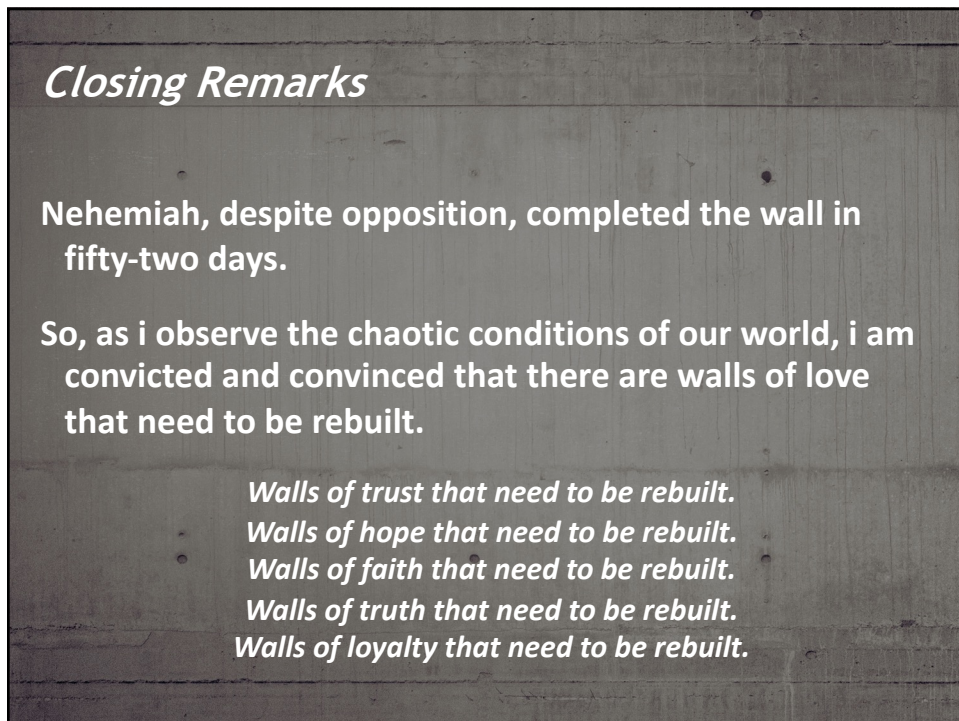 Closing Remarks
Nehemiah, despite opposition, completed the wall in
fifty-two days.
So, as i observe the chaotic conditions of our world, i am
convicted and convinced that there are walls of love
that need to be rebuilt.
Walls of trust that need to be rebuilt.
Walls of hope that need to be rebuilt.
Walls of faith that need to be rebuilt.
Walls of truth that need to be rebuilt.
Walls of loyalty that need to be rebuilt.